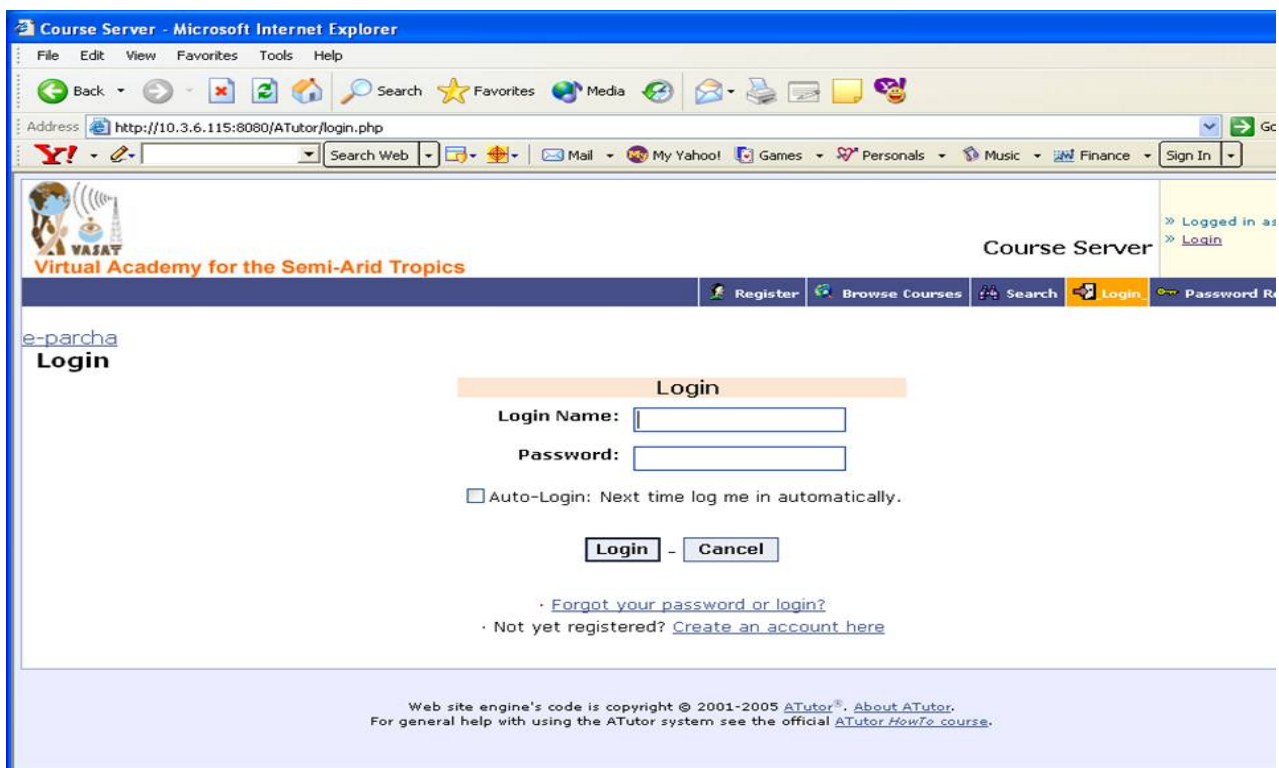 Course Server - Microsoft Internet Explorer
File Edit View Favorites Tools Help
Back Search Favorites Media
Address http://10.3.6.115:8080/ATutor/login.php
Y! Search Web Mail My Yahoo! Games Personals Music Finance Sign In
VASAT
Virtual Academy for the Semi-Arid Tropics
Course Server
» Logged in as
» Login
Register Browse Courses Search Login Password
e-parcha
Login
Login
Login Name:
Password:
Auto-Login: Next time log me in automatically.
Login - Cancel
· Forgot your password or login?
· Not yet registered? Create an account here
Web site engine's code is copyright © 2001-2005 ATutor®. About ATutor.
For general help with using the ATutor system see the official ATutor HowTo course.